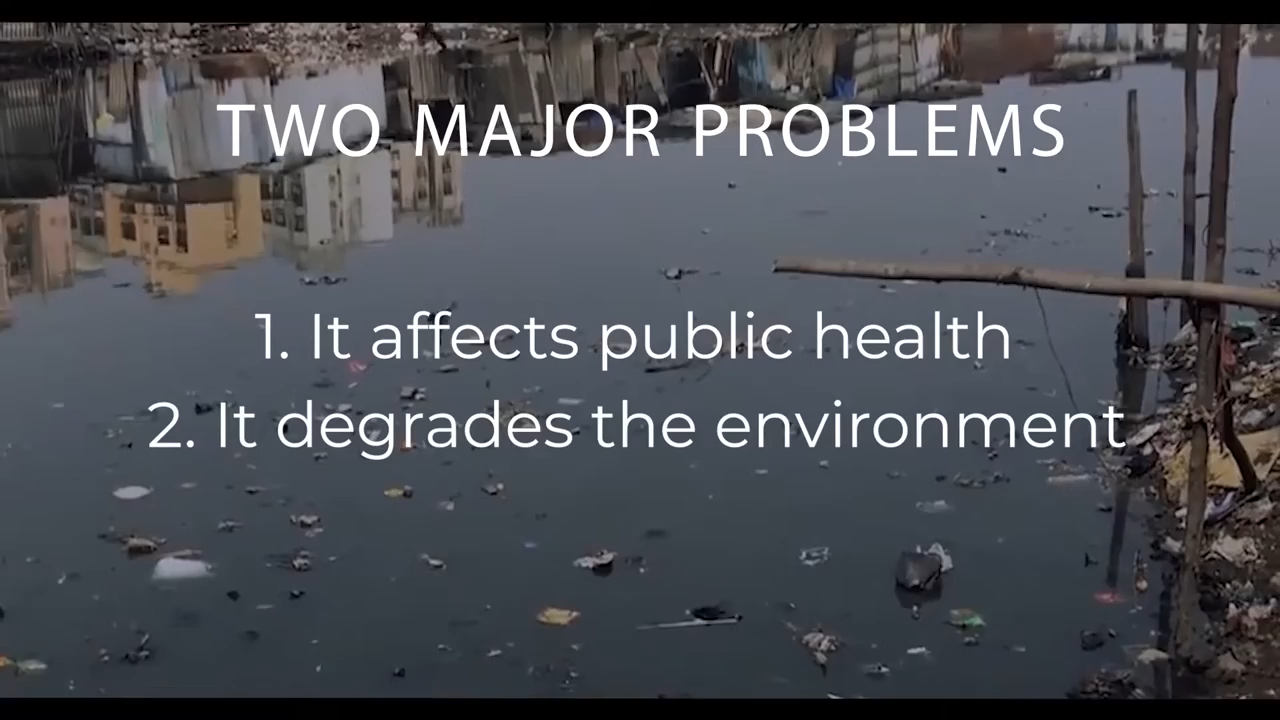 TWO MAJOR PROBLEMS
1. It affects public health
2. It degrades the environment